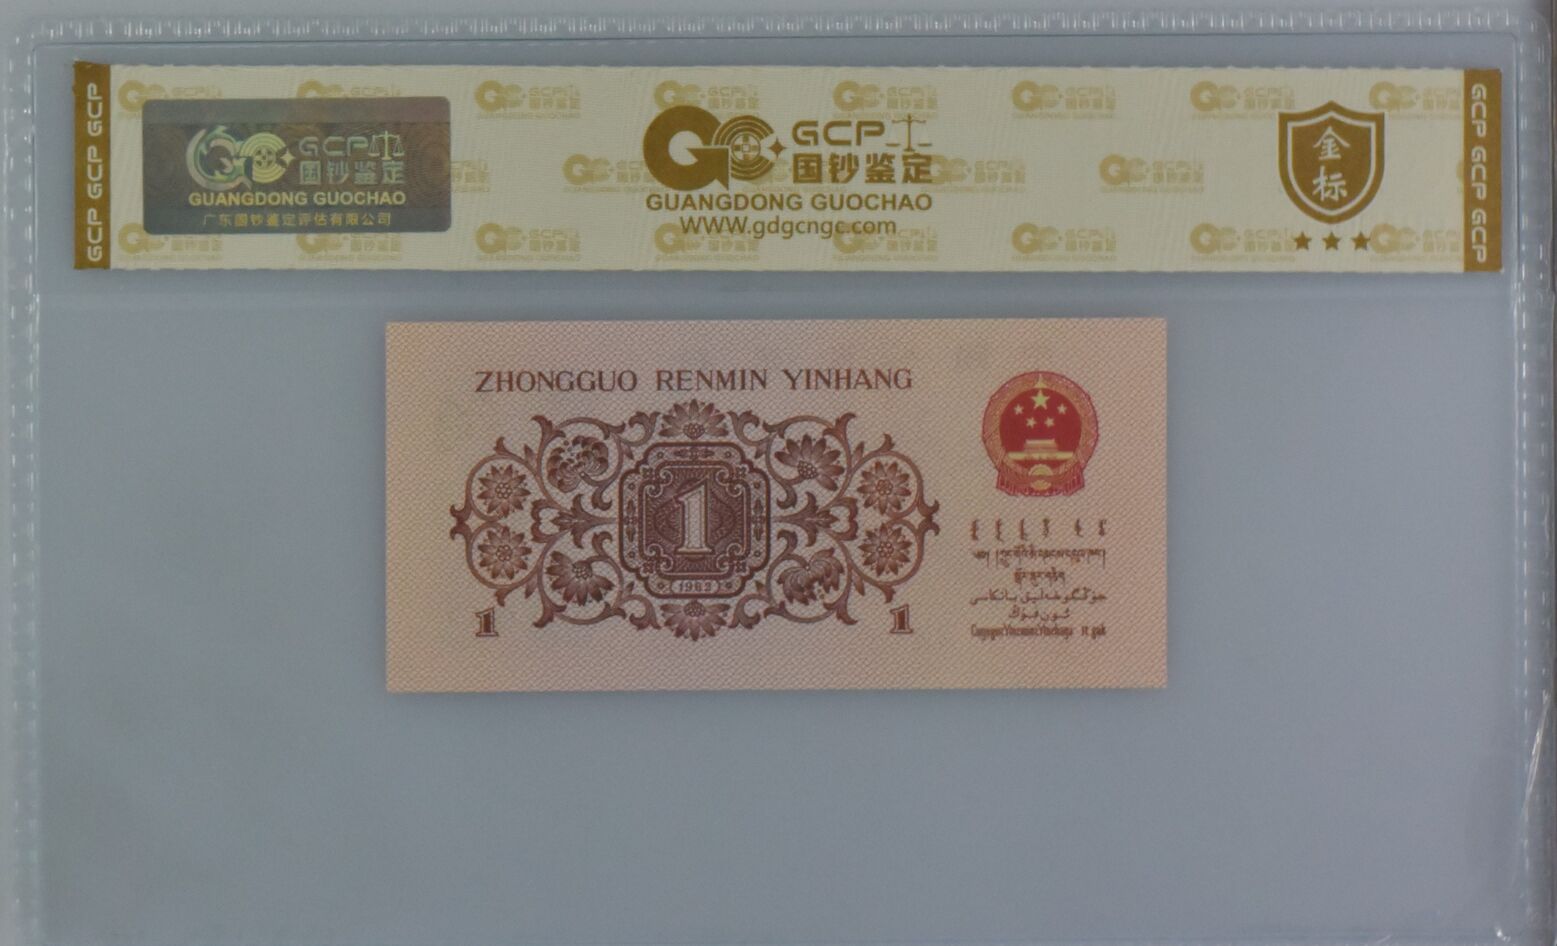 GCP GCP GCP
GCP
国钞鉴定
GUANGDONG GUOCHAO
广东国钞鉴定评估有限公司
GCP
国钞鉴定
GUANGDONG GUOCHAO
WWW.gdgcngc.com
金
标
GCP GCP GCP
ZHONGGUO RENMIN YINHANG
1
(1962)
1
1